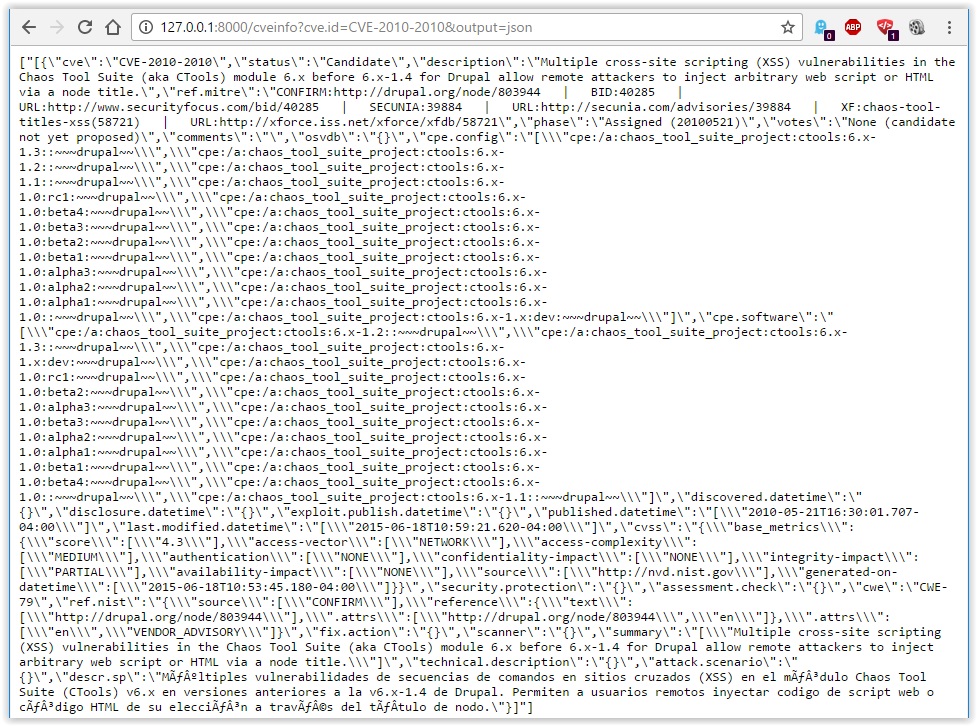 127.0.0.1:8000/cveinfo?cve.id=CVE-2010-2010&output=json
0
ABP
1
["[{\"cve\":\"CVE-2010-2010\",\"status\":\"Candidate\",\"description\":\"Multiple cross-site scripting (XSS) vulnerabilities in the
Chaos Tool Suite (aka CTools) module 6.x before 6.x-1.4 for Drupal allow remote attackers to inject arbitrary web script or HTML
via a node title.\",\"ref.mitre\":\"CONFIRM:http://drupal.org/node/803944   |   BID:40285   |
URL:http://www.securityfocus.com/bid/40285   |   SECUNIA:39884   |   URL:http://secunia.com/advisories/39884   |   XF:chaos-tool-
titles-xss(58721)   |   URL:http://xforce.iss.net/xforce/xfdb/58721\",\"phase\":\"Assigned (20100521)\",\"votes\":\"None (candidate
not yet proposed)\",\"comments\":\"\",\"osvdb\":\"{}\",\"cpe.config\":\"[\\\"cpe:/a:chaos_tool_suite_project:ctools:6.x-
1.3::~~~drupal~~\\\",\\\"cpe:/a:chaos_tool_suite_project:ctools:6.x-
1.2::~~~drupal~~\\\",\\\"cpe:/a:chaos_tool_suite_project:ctools:6.x-
1.1::~~~drupal~~\\\",\\\"cpe:/a:chaos_tool_suite_project:ctools:6.x-
1.0:rc1:~~~drupal~~\\\",\\\"cpe:/a:chaos_tool_suite_project:ctools:6.x-
1.0:beta4:~~~drupal~~\\\",\\\"cpe:/a:chaos_tool_suite_project:ctools:6.x-
1.0:beta3:~~~drupal~~\\\",\\\"cpe:/a:chaos_tool_suite_project:ctools:6.x-
1.0:beta2:~~~drupal~~\\\",\\\"cpe:/a:chaos_tool_suite_project:ctools:6.x-
1.0:beta1:~~~drupal~~\\\",\\\"cpe:/a:chaos_tool_suite_project:ctools:6.x-
1.0:alpha3:~~~drupal~~\\\",\\\"cpe:/a:chaos_tool_suite_project:ctools:6.x-
1.0:alpha2:~~~drupal~~\\\",\\\"cpe:/a:chaos_tool_suite_project:ctools:6.x-
1.0:alpha1:~~~drupal~~\\\",\\\"cpe:/a:chaos_tool_suite_project:ctools:6.x-
1.0::~~~drupal~~\\\",\\\"cpe:/a:chaos_tool_suite_project:ctools:6.x-1.x:dev:~~~drupal~~\\\"]\",\"cpe.software\":\"
[\\\"cpe:/a:chaos_tool_suite_project:ctools:6.x-1.2::~~~drupal~~\\\",\\\"cpe:/a:chaos_tool_suite_project:ctools:6.x-
1.3::~~~drupal~~\\\",\\\"cpe:/a:chaos_tool_suite_project:ctools:6.x-
1.x:dev:~~~drupal~~\\\",\\\"cpe:/a:chaos_tool_suite_project:ctools:6.x-
1.0:rc1:~~~drupal~~\\\",\\\"cpe:/a:chaos_tool_suite_project:ctools:6.x-
1.0:beta2:~~~drupal~~\\\",\\\"cpe:/a:chaos_tool_suite_project:ctools:6.x-
1.0:alpha3:~~~drupal~~\\\",\\\"cpe:/a:chaos_tool_suite_project:ctools:6.x-
1.0:beta3:~~~drupal~~\\\",\\\"cpe:/a:chaos_tool_suite_project:ctools:6.x-
1.0:alpha2:~~~drupal~~\\\",\\\"cpe:/a:chaos_tool_suite_project:ctools:6.x-
1.0:alpha1:~~~drupal~~\\\",\\\"cpe:/a:chaos_tool_suite_project:ctools:6.x-
1.0:beta1:~~~drupal~~\\\",\\\"cpe:/a:chaos_tool_suite_project:ctools:6.x-
1.0:beta4:~~~drupal~~\\\",\\\"cpe:/a:chaos_tool_suite_project:ctools:6.x-
1.0::~~~drupal~~\\\",\\\"cpe:/a:chaos_tool_suite_project:ctools:6.x-1.1::~~~drupal~~\\\"]\",\"discovered.datetime\":\"
{}\",\"disclosure.datetime\":\"{}\",\"exploit.publish.datetime\":\"{}\",\"published.datetime\":\"[\\\"2010-05-21T16:30:01.707-
04:00\\\"]\",\"last.modified.datetime\":\"[\\\"2015-06-18T10:59:21.620-04:00\\\"]\",\"cvss\":\"{\\\"base_metrics\\\":
{\\\"score\\\":[\\\"4.3\\\"],\\\"access-vector\\\":[\\\"NETWORK\\\"],\\\"access-complexity\\\":
[\\\"MEDIUM\\\"],\\\"authentication\\\":[\\\"NONE\\\"],\\\"confidentiality-impact\\\":[\\\"NONE\\\"],\\\"integrity-impact\\\":
[\\\"PARTIAL\\\"],\\\"availability-impact\\\":[\\\"NONE\\\"],\\\"source\\\":[\\\"http://nvd.nist.gov\\\"],\\\"generated-on-
datetime\\\":[\\\"2015-06-18T10:53:45.180-04:00\\\"]}}\",\"security.protection\":\"{}\",\"assessment.check\":\"{}\",\"cwe\":\"CWE-
79\",\"ref.nist\":\"{\\\"source\\\":[\\\"CONFIRM\\\"],\\\"reference\\\":{\\\"text\\\":
[\\\"http://drupal.org/node/803944\\\"],\\\".attrs\\\":[\\\"http://drupal.org/node/803944\\\",\\\"en\\\"]},\\\".attrs\\\":
[\\\"en\\\",\\\"VENDOR_ADVISORY\\\"]}\",\"fix.action\":\"{}\",\"scanner\":\"{}\",\"summary\":\"[\\\"Multiple cross-site scripting
(XSS) vulnerabilities in the Chaos Tool Suite (aka CTools) module 6.x before 6.x-1.4 for Drupal allow remote attackers to inject
arbitrary web script or HTML via a node title.\\\"]\",\"technical.description\":\"{}\",\"attack.scenario\":\"
{}\",\"descr.sp\":\"MÃƒÂºltiples vulnerabilidades de secuencias de comandos en sitios cruzados (XSS) en el mÃƒÂ³dulo Chaos Tool
Suite (CTools) v6.x en versiones anteriores a la v6.x-1.4 de Drupal. Permiten a usuarios remotos inyectar codigo de script web o
cÃƒÂ³digo HTML de su elecciÃƒÂ³n a travÃƒÂ©s del tÃƒÂ­tulo de nodo.\"}]"]